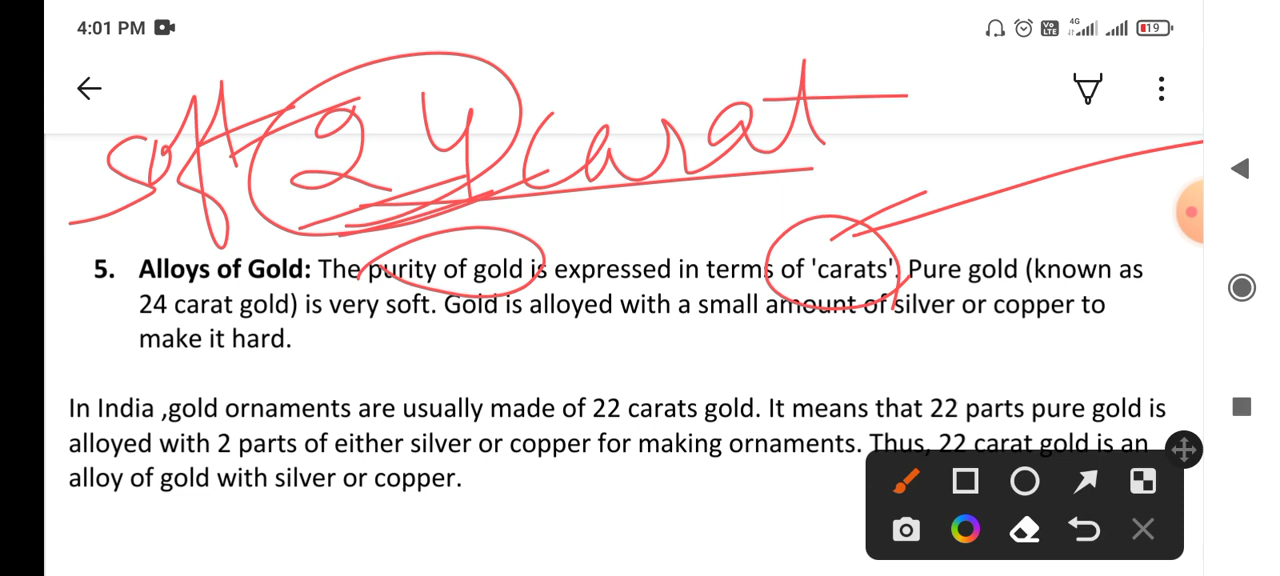 4:01 PM
Vo LTE 4G 19
soft 24 carat
5. Alloys of Gold: The purity of gold is expressed in terms of 'carats'. Pure gold (known as
24 carat gold) is very soft. Gold is alloyed with a small amount of silver or copper to
make it hard.
In India ,gold ornaments are usually made of 22 carats gold. It means that 22 parts pure gold is
alloyed with 2 parts of either silver or copper for making ornaments. Thus, 22 carat gold is an
alloy of gold with silver or copper.